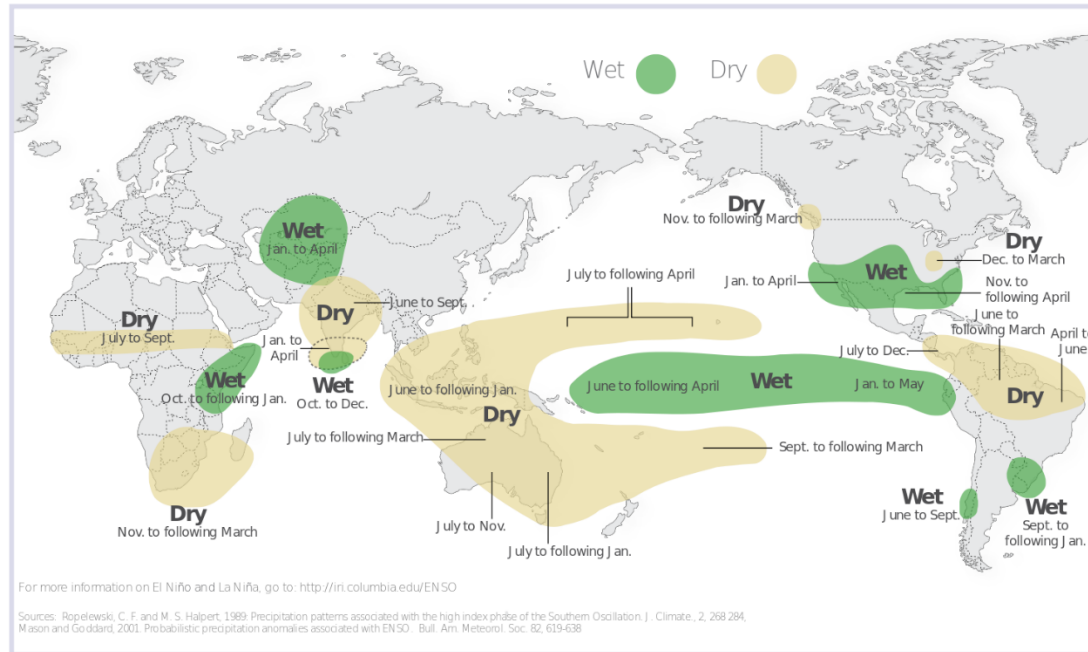 Wet
Dry
Dry
Nov. to following March
Dry
Dec. to March
Wet
Jan. to April
July to following April
Jan. to April
Wet
Nov. to
following April
June to Sept.
Dry
Dry
July to Sept.
June to
following March
April to
June
Jan. to
April
July to Dec.
Wet
Oct. to following Jan.
Wet
Oct. to Dec.
June to following Jan.
June to following April
Wet
Jan. to May
Dry
Dry
July to following March
Sept. to following March
Dry
Nov. to following March
July to Nov.
July to following Jan.
Wet
June to Sept.
Wet
Sept. to
following Jan.
For more information on El Niño and La Niña, go to: http://iri.columbia.edu/ENSO
Sources: Ropelewski, C. F. and M. S. Halpert, 1989: Precipitation patterns associated with the high index phase of the Southern Oscillation. J. Climate., 2, 268 284,
Mason and Goddard, 2001. Probabilistic precipitation anomalies associated with ENSO. Bull. Am. Meteorol. Soc. 82, 619-638